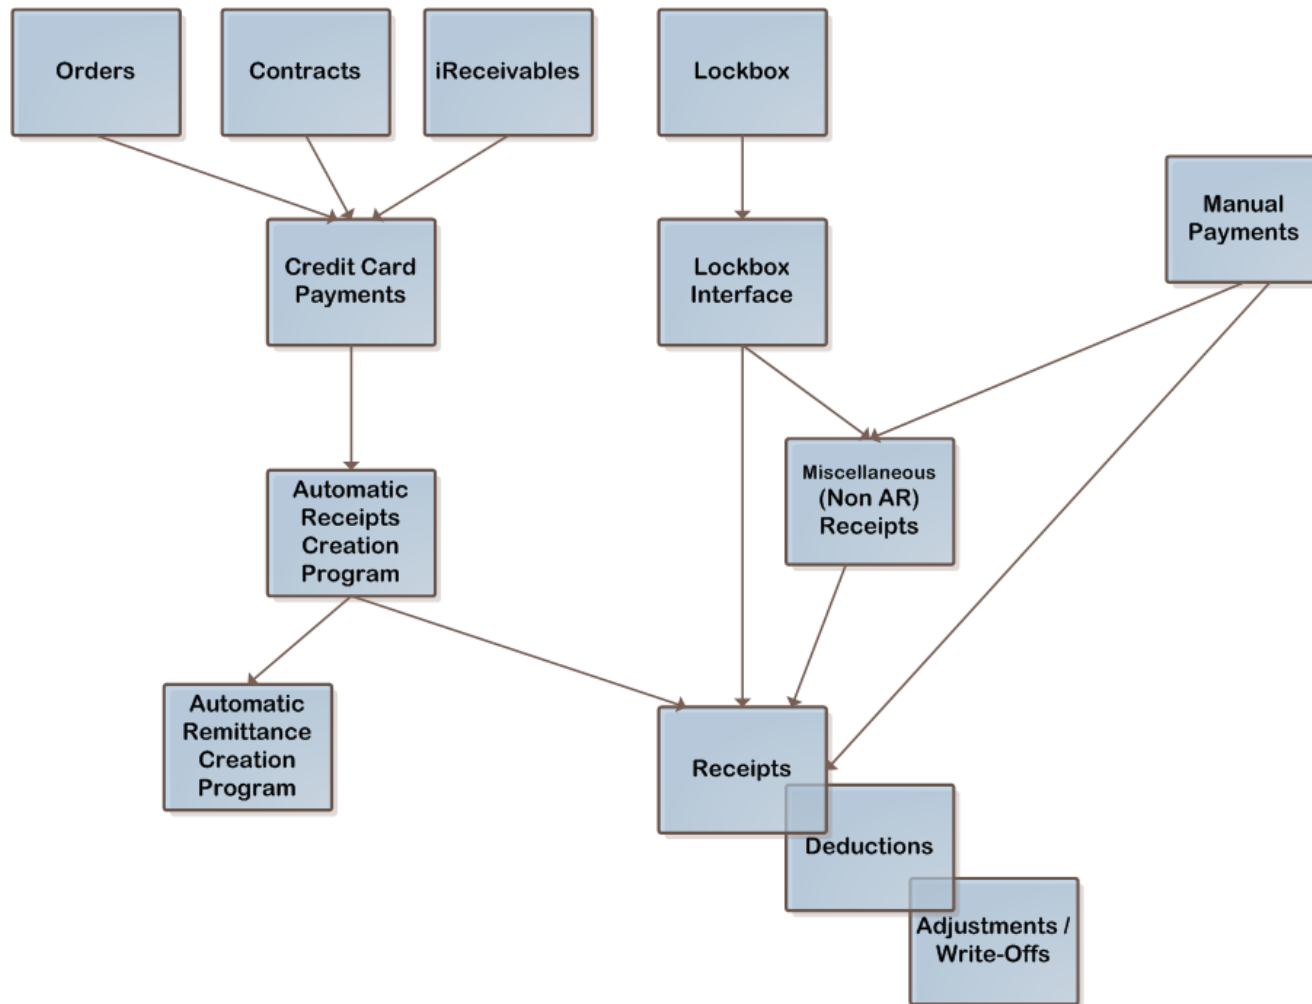 Orders
Contracts
iReceivables
Lockbox
Manual
Payments
Credit Card
Payments
Lockbox
Interface
Miscellaneous
(Non AR)
Receipts
Automatic
Receipts
Creation
Program
Automatic
Remittance
Creation
Program
Receipts
Deductions
Adjustments /
Write-Offs